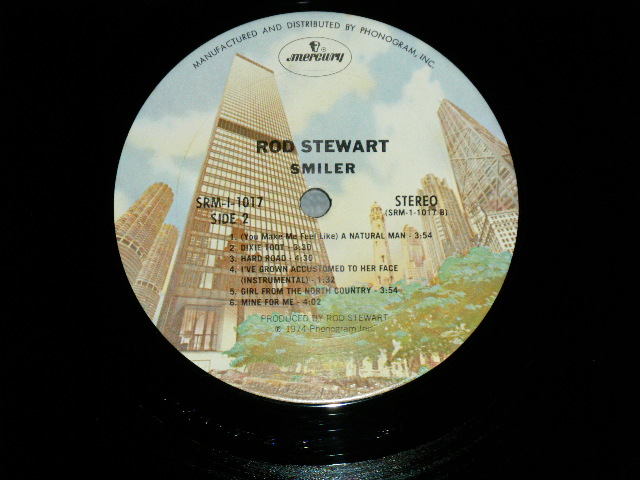 MANUFACTURED AND DISTRIBUTED BY PHONOGRAM, INC.
mercury
ROD STEWART
SMILER
SRM-1-1017
SIDE 2
STEREO
(SRM-1-1017 B)
1. (You Make Me Feel Like) A NATURAL MAN - 3:54
2. DIXIE TOOT - 3:30
3. HARD ROAD - 4:30
4. I'VE GROWN ACCUSTOMED TO HER FACE
(INSTRUMENTAL) - 1:32
5. GIRL FROM THE NORTH COUNTRY - 3:54
6. MINE FOR ME - 4:02
PRODUCED BY ROD STEWART
℗ 1974 Phonogram Inc.